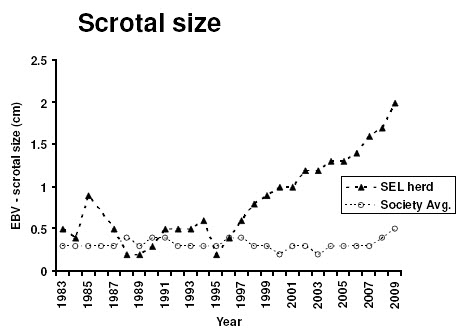 Scrotal size
2.5
2
1.5
1
0.5
0
EBV - scrotal size (cm)
1983 1985 1987 1989 1991 1993 1995 1997 1999 2001 2003 2005 2007 2009
Year
SEL herd
Society Avg.